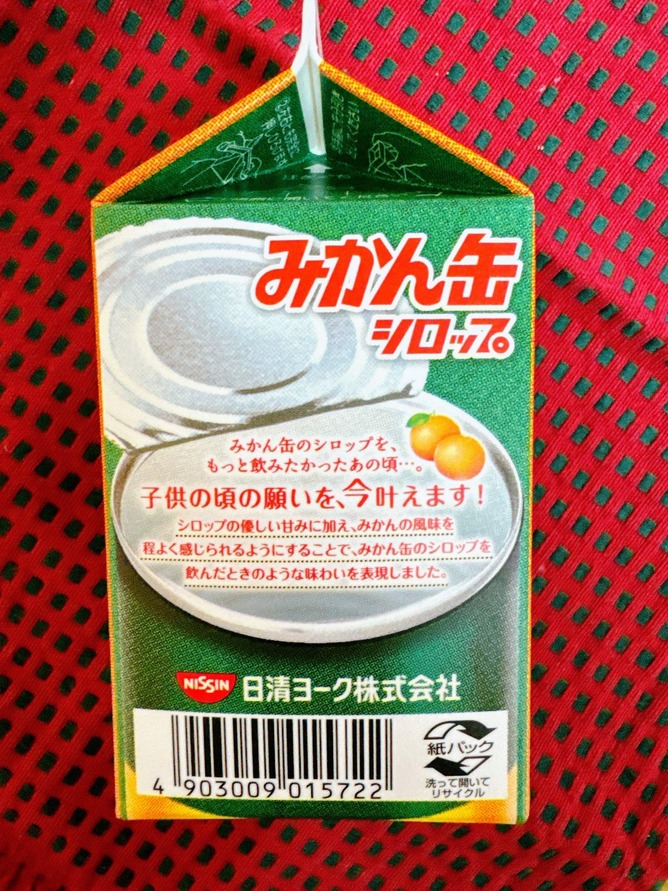 みかん缶
シロップ
みかん缶のシロップを、
もっと飲みたかったあの頃…。
子供の頃の願いを、今叶えます!
シロップの優しい甘みに加え、みかんの風味を
程よく感じられるようにすることで、みかん缶のシロップを
飲んだときのような味わいを表現しました。
NISSIN 日清ヨーク株式会社
4 903009 015722
紙パック
洗って開いて
リサイクル